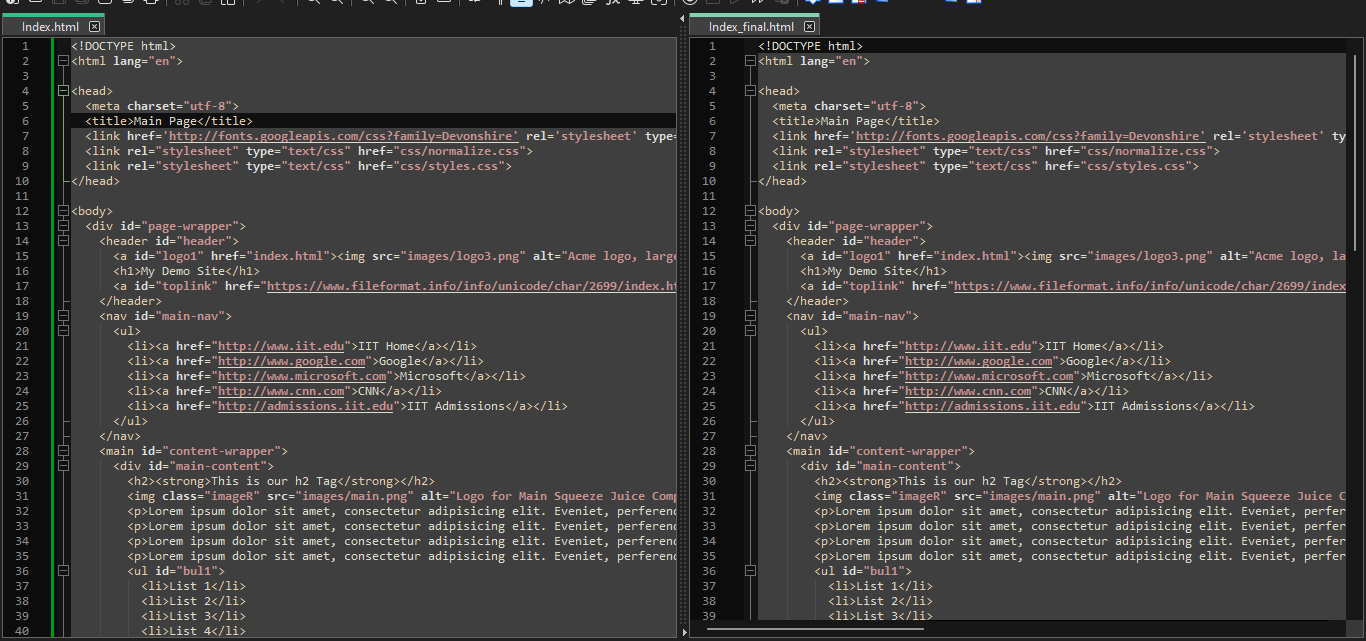 Index.html
Index_final.html
1 <!DOCTYPE html>
2 <html lang="en">
3
4 <head>
5 <meta charset="utf-8">
6 <title>Main Page</title>
7 <link href='http://fonts.googleapis.com/css?family=Devonshire' rel='stylesheet' type=
8 <link rel="stylesheet" type="text/css" href="css/normalize.css">
9 <link rel="stylesheet" type="text/css" href="css/styles.css">
10 </head>
11
12 <body>
13 <div id="page-wrapper">
14 <header id="header">
15 <a id="logo1" href="index.html"><img src="images/logo3.png" alt="Acme logo, large
16 <h1>My Demo Site</h1>
17 <a id="toplink" href="https://www.fileformat.info/info/unicode/char/2699/index.ht
18 </header>
19 <nav id="main-nav">
20 <ul>
21 <li><a href="http://www.iit.edu">IIT Home</a></li>
22 <li><a href="http://www.google.com">Google</a></li>
23 <li><a href="http://www.microsoft.com">Microsoft</a></li>
24 <li><a href="http://www.cnn.com">CNN</a></li>
25 <li><a href="http://admissions.iit.edu">IIT Admissions</a></li>
26 </ul>
27 </nav>
28 <main id="content-wrapper">
29 <div id="main-content">
30 <h2><strong>This is our h2 Tag</strong></h2>
31 <img class="imageR" src="images/main.png" alt="Logo for Main Squeeze Juice Comp
32 <p>Lorem ipsum dolor sit amet, consectetur adipisicing elit. Eveniet, perferend
33 <p>Lorem ipsum dolor sit amet, consectetur adipisicing elit. Eveniet, perferend
34 <p>Lorem ipsum dolor sit amet, consectetur adipisicing elit. Eveniet, perferend
35 <p>Lorem ipsum dolor sit amet, consectetur adipisicing elit. Eveniet, perferend
36 <ul id="bul1">
37 <li>List 1</li>
38 <li>List 2</li>
39 <li>List 3</li>
40 <li>List 4</li>
1 <!DOCTYPE html>
2 <html lang="en">
3
4 <head>
5 <meta charset="utf-8">
6 <title>Main Page</title>
7 <link href='http://fonts.googleapis.com/css?family=Devonshire' rel='stylesheet' ty
8 <link rel="stylesheet" type="text/css" href="css/normalize.css">
9 <link rel="stylesheet" type="text/css" href="css/styles.css">
10 </head>
11
12 <body>
13 <div id="page-wrapper">
14 <header id="header">
15 <a id="logo1" href="index.html"><img src="images/logo3.png" alt="Acme logo, la
16 <h1>My Demo Site</h1>
17 <a id="toplink" href="https://www.fileformat.info/info/unicode/char/2699/index
18 </header>
19 <nav id="main-nav">
20 <ul>
21 <li><a href="http://www.iit.edu">IIT Home</a></li>
22 <li><a href="http://www.google.com">Google</a></li>
23 <li><a href="http://www.microsoft.com">Microsoft</a></li>
24 <li><a href="http://www.cnn.com">CNN</a></li>
25 <li><a href="http://admissions.iit.edu">IIT Admissions</a></li>
26 </ul>
27 </nav>
28 <main id="content-wrapper">
29 <div id="main-content">
30 <h2><strong>This is our h2 Tag</strong></h2>
31 <img class="imageR" src="images/main.png" alt="Logo for Main Squeeze Juice C
32 <p>Lorem ipsum dolor sit amet, consectetur adipisicing elit. Eveniet, perfer
33 <p>Lorem ipsum dolor sit amet, consectetur adipisicing elit. Eveniet, perfer
34 <p>Lorem ipsum dolor sit amet, consectetur adipisicing elit. Eveniet, perfer
35 <p>Lorem ipsum dolor sit amet, consectetur adipisicing elit. Eveniet, perfer
36 <ul id="bul1">
37 <li>List 1</li>
38 <li>List 2</li>
39 <li>List 3</li>